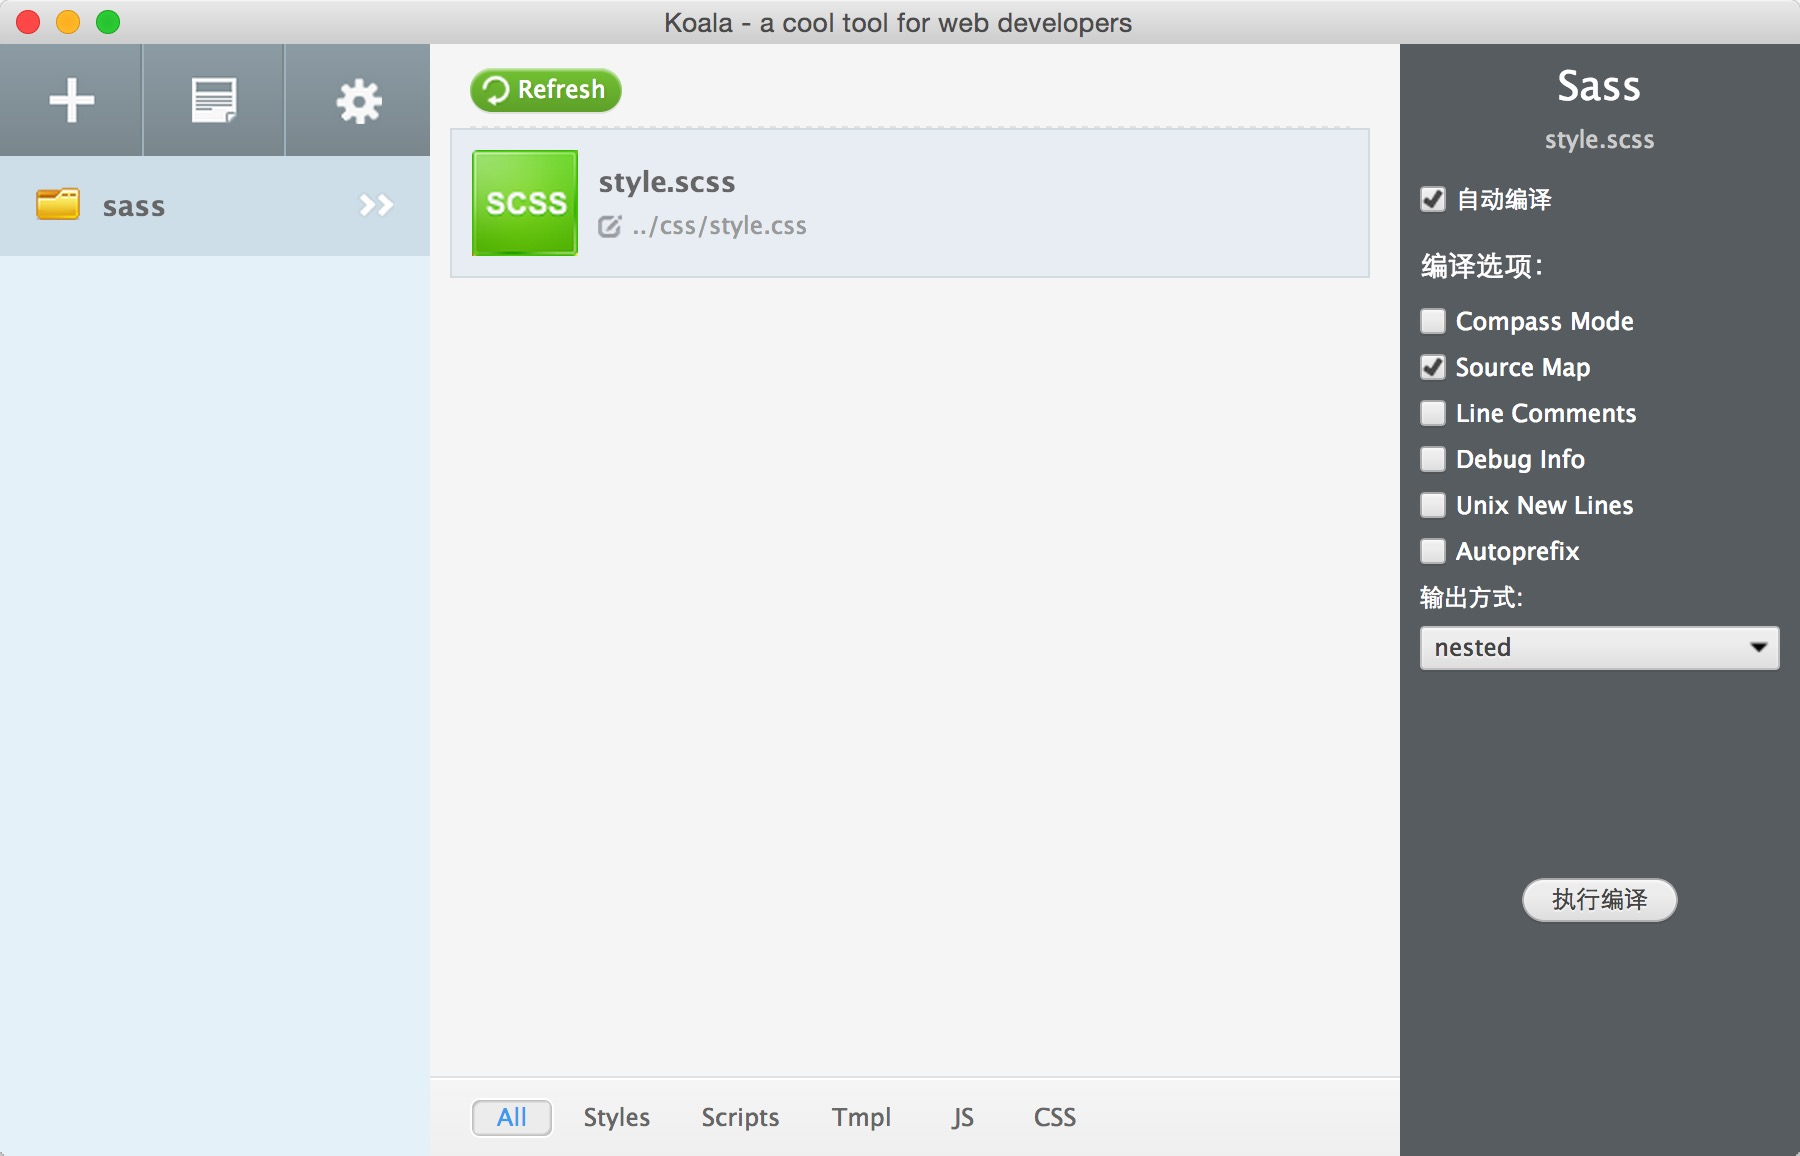 Koala - a cool tool for web developers
sass
Refresh
SCSS
style.scss
../css/style.css
All
Styles
Scripts
Tmpl
JS
CSS
Sass
style.scss
自动编译
编译选项：
Compass Mode
Source Map
Line Comments
Debug Info
Unix New Lines
Autoprefix
输出方式:
nested
执行编译